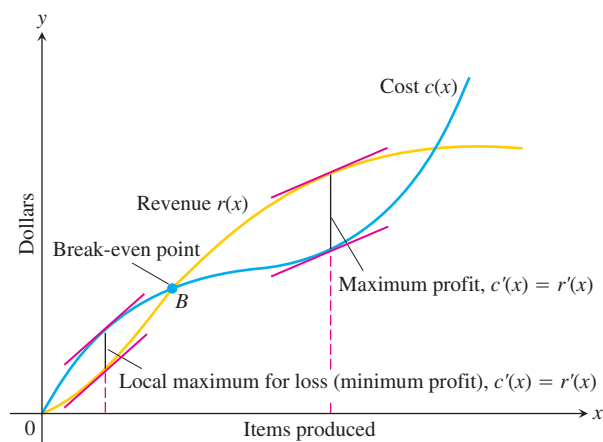 y
Cost c(x)
Revenue r(x)
Dollars
Break-even point
B
Maximum profit, c′(x) = r′(x)
Local maximum for loss (minimum profit), c′(x) = r′(x)
0
Items produced
x